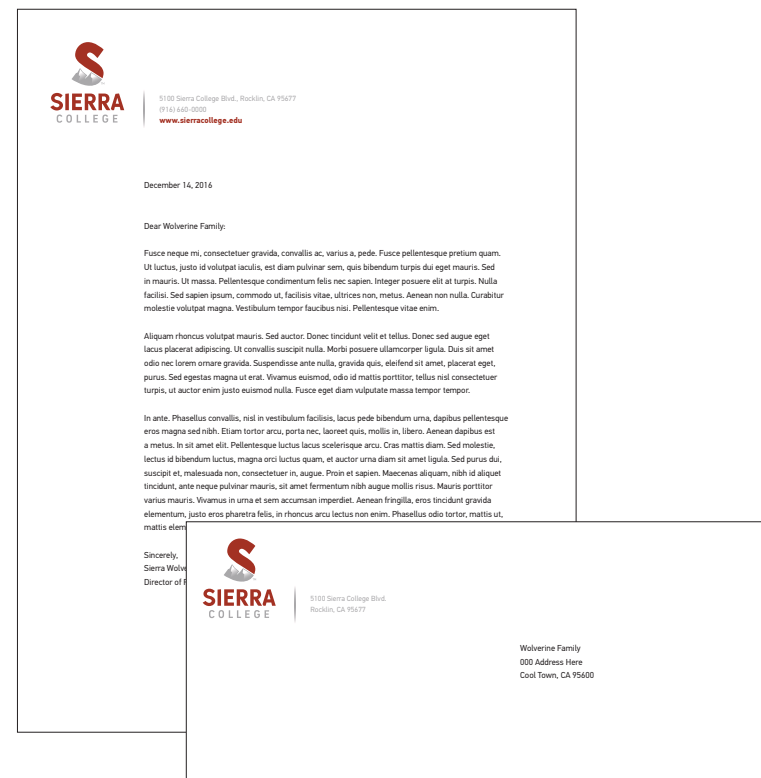 SIERRA
COLLEGE
5100 Sierra College Blvd., Rocklin, CA 95677
(916) 660-0000
www.sierracollege.edu
December 14, 2016
Dear Wolverine Family:
Fusce neque mi, consectetuer gravida, convallis ac, varius a, pede. Fusce pellentesque pretium quam.
Ut luctus, justo id volutpat iaculis, est diam pulvinar sem, quis bibendum turpis dui eget mauris. Sed
in mauris. Ut massa. Pellentesque condimentum felis nec sapien. Integer posuere elit at turpis. Nulla
facilisi. Sed sapien ipsum, commodo ut, facilisis vitae, ultrices non, metus. Aenean non nulla. Curabitur
molestie volutpat magna. Vestibulum tempor faucibus nisi. Pellentesque vitae enim.
Aliquam rhoncus volutpat mauris. Sed auctor. Donec tincidunt velit et tellus. Donec sed augue eget
lacus placerat adipiscing. Ut convallis suscipit nulla. Morbi posuere ullamcorper ligula. Duis sit amet
odio nec lorem ornare gravida. Suspendisse ante nulla, gravida quis, eleifend sit amet, placerat eget,
purus. Sed egestas magna ut erat. Vivamus euismod, odio id mattis porttitor, tellus nisl consectetuer
turpis, ut auctor enim justo euismod nulla. Fusce eget diam vulputate massa tempor tempor.
In ante. Phasellus convallis, nisl in vestibulum facilisis, lacus pede bibendum urna, dapibus pellentesque
eros magna sed nibh. Etiam tortor arcu, porta nec, laoreet quis, mollis in, libero. Aenean dapibus est
a metus. In sit amet elit. Pellentesque luctus lacus scelerisque arcu. Cras mattis diam. Sed molestie,
lectus id bibendum luctus, magna orci luctus quam, et auctor urna diam sit amet ligula. Sed purus dui,
suscipit et, malesuada non, consectetuer in, augue. Proin et sapien. Maecenas aliquam, nibh id aliquet
tincidunt, ante neque pulvinar mauris, sit amet fermentum nibh augue mollis risus. Mauris porttitor
varius mauris. Vivamus in urna et sem accumsan imperdiet. Aenean fringilla, eros tincidunt gravida
elementum, justo eros pharetra felis, in rhoncus arcu lectus non enim. Phasellus odio tortor, mattis ut,
mattis elem
Sincerely,
Sierra Wolve
Director of
SIERRA
COLLEGE
5100 Sierra College Blvd.
Rocklin, CA 95677
Wolverine Family
000 Address Here
Cool Town, CA 95600